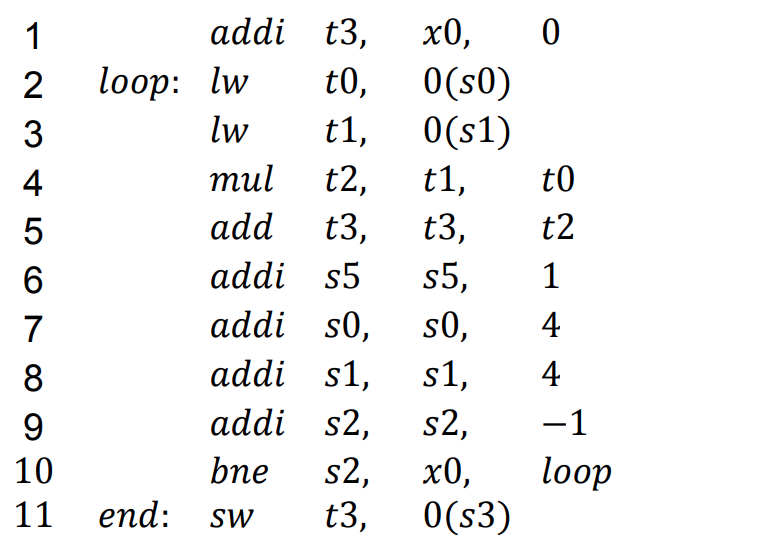 1 addi t3, x0, 0
2 loop: lw t0, 0(s0)
3 lw t1, 0(s1)
4 mul t2, t1, t0
5 add t3, t3, t2
6 addi s5 s5, 1
7 addi s0, s0, 4
8 addi s1, s1, 4
9 addi s2, s2, −1
10 bne s2, x0, loop
11 end: sw t3, 0(s3)